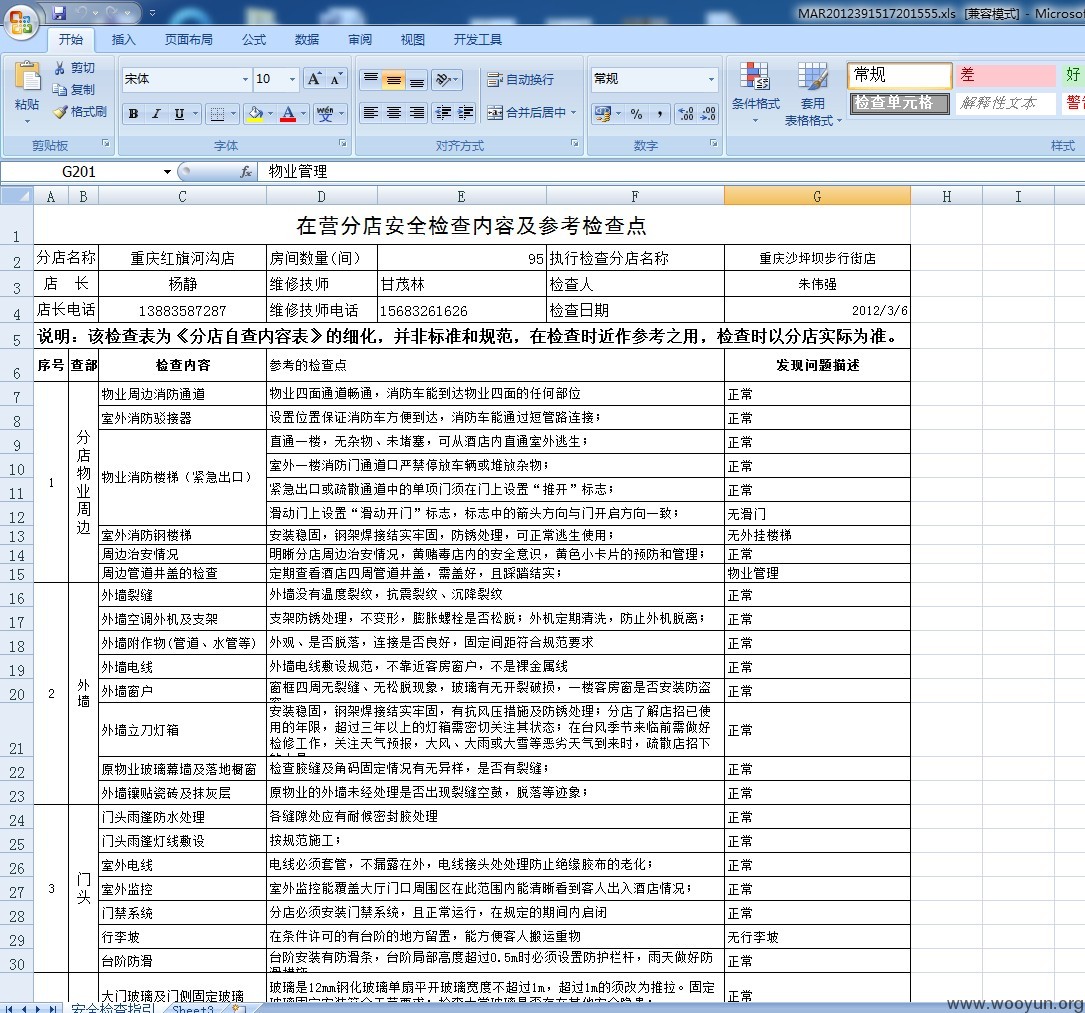 MAR2012391517201555.xls [兼容模式] - Microsof
开始 插入 页面布局 公式 数据 审阅 视图 开发工具
粘贴 剪切 复制 格式刷 剪贴板
宋体 10 字体
自动换行 合并后居中 对齐方式
常规 数字
条件格式 套用表格格式
常规 差 好
检查单元格 解释性文本 警告
样式
G201 fx 物业管理
A B C D E F G H I
1 在营分店安全检查内容及参考检查点
2 分店名称 重庆红旗河沟店 房间数量(间) 95 执行检查分店名称 重庆沙坪坝步行街店
3 店 长 杨静 维修技师 甘茂林 检查人 朱伟强
4 店长电话 13883587287 维修技师电话 15683261626 检查日期 2012/3/6
5 说明：该检查表为《分店自查内容表》的细化，并非标准和规范，在检查时近作参考之用，检查时以分店实际为准。
6 序号 查部 检查内容 参考的检查点 发现问题描述
7 物业周边消防通道 物业四面通道畅通，消防车能到达物业四面的任何部位 正常
8 室外消防驳接器 设置位置保证消防车方便到达，消防车能通过短管路连接； 正常
9 直通一楼，无杂物、未堵塞，可从酒店内直通室外逃生； 正常
10 室外一楼消防门通道口严禁停放车辆或堆放杂物； 正常
1 分店物业周边 物业消防楼梯（紧急出口）
11 紧急出口或疏散通道中的单项门须在门上设置“推开”标志； 正常
12 滑动门上设置“滑动开门”标志，标志中的箭头方向与门开启方向一致； 无滑门
13 室外消防钢楼梯 安装稳固，钢架焊接结实牢固，防锈处理，可正常逃生使用； 无外挂楼梯
14 周边治安情况 明晰分店周边治安情况，黄赌毒店内的安全意识，黄色小卡片的预防和管理； 正常
15 周边管道井盖的检查 定期查看酒店四周管道井盖，需盖好，且踩踏结实； 物业管理
16 外墙裂缝 外墙没有温度裂纹，抗震裂纹、沉降裂纹 正常
17 外墙空调外机及支架 支架防锈处理，不变形，膨胀螺栓是否松脱；外机定期清洗，防止外机脱离； 正常
18 外墙附作物(管道、水管等) 外观、是否脱落，连接是否良好，固定间距符合规范要求 正常
19 外墙电线 外墙电线敷设规范，不靠近客房窗户，不是裸金属线 正常
20 2 外墙 外墙窗户 窗框四周无裂缝、无松脱现象，玻璃有无开裂破损，一楼客房窗是否安装防盗 正常
21 外墙立刀灯箱 安装稳固，钢架焊接结实牢固，有抗风压措施及防锈处理；分店了解店招已使
用的年限，超过三年以上的灯箱需密切关注其状态；在台风季节来临前需做好
检修工作，关注天气预报，大风、大雨或大雪等恶劣天气到来时，疏散店招下 正常
22 原物业玻璃幕墙及落地橱窗 检查胶缝及角码固定情况有无异样，是否有裂缝； 正常
23 外墙镶贴瓷砖及抹灰层 原物业的外墙未经处理是否出现裂缝空鼓，脱落等迹象； 正常
24 门头雨篷防水处理 各缝隙处应有耐候密封胶处理 正常
25 门头雨篷灯线敷设 按规范施工； 正常
26 室外电线 电线必须套管，不漏露在外，电线接头处处理防止绝缘胶布的老化； 正常
27 3 门头 室外监控 室外监控能覆盖大厅门口周围区在此范围内能清晰看到客人出入酒店情况； 正常
28 门禁系统 分店必须安装门禁系统，且正常运行，在规定的期间内启闭 正常
29 行李坡 在条件许可的有台阶的地方留置，能方便客人搬运重物 无行李坡
30 台阶防滑 台阶安装有防滑条，台阶局部高度超过0.5m时必须设置防护栏杆，雨天做好防
滑措施 正常
大门玻璃及门侧固定玻璃 玻璃是12mm钢化玻璃单扇平开玻璃宽度不超过1m，超过1m的须改为推拉。固定 正常
安全检查指引 Sheet3
www.wooyun.org